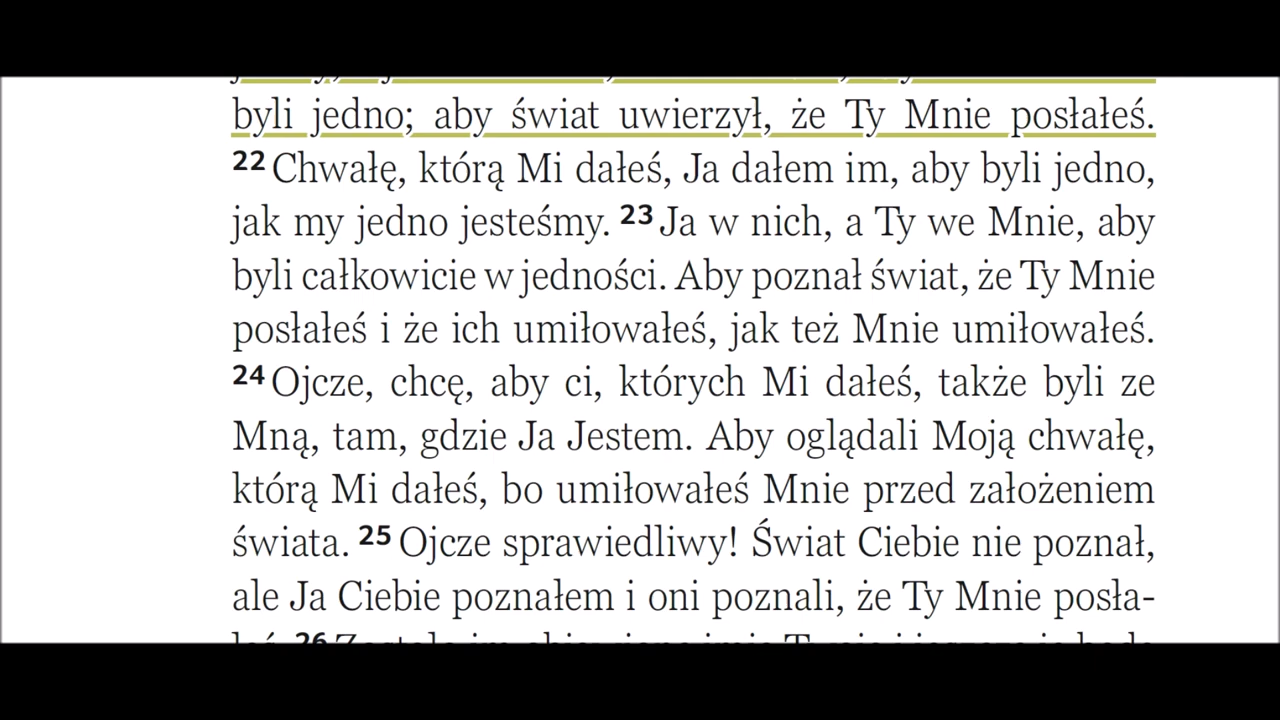 byli jedno; aby świat uwierzył, że Ty Mnie posłałeś.
22 Chwałę, którą Mi dałeś, Ja dałem im, aby byli jedno,
jak my jedno jesteśmy. 23 Ja w nich, a Ty we Mnie, aby
byli całkowicie w jedności. Aby poznał świat, że Ty Mnie
posłałeś i że ich umiłowałeś, jak też Mnie umiłowałeś.
24 Ojcze, chcę, aby ci, których Mi dałeś, także byli ze
Mną, tam, gdzie Ja Jestem. Aby oglądali Moją chwałę,
którą Mi dałeś, bo umiłowałeś Mnie przed założeniem
świata. 25 Ojcze sprawiedliwy! Świat Ciebie nie poznał,
ale Ja Ciebie poznałem i oni poznali, że Ty Mnie posła-
26